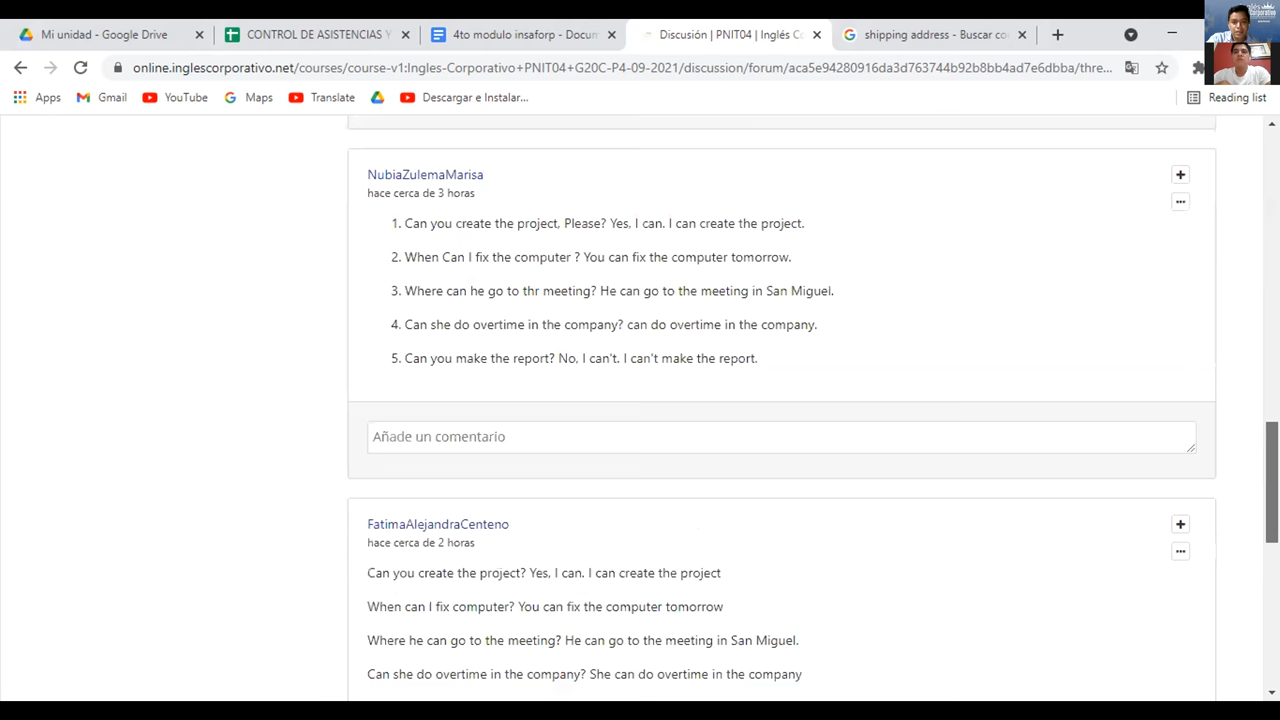 Mi unidad - Google Drive
CONTROL DE ASISTENCIAS Y
4to modulo insaforp - Docum
Discusión | PNIT04 | Inglés C
shipping address - Buscar co
online.inglescorporativo.net/courses/course-v1:Ingles-Corporativo+PNIT04+G20C-P4-09-2021/discussion/forum/aca5e94280916da3d763744b92b8bb4ad7e6dbba/thre...
Apps
Gmail
YouTube
Maps
Translate
Descargar e Instalar...
Reading list
NubiaZulemaMarisa
hace cerca de 3 horas
1. Can you create the project, Please? Yes, I can. I can create the project.
2. When Can I fix the computer ? You can fix the computer tomorrow.
3. Where can he go to thr meeting? He can go to the meeting in San Miguel.
4. Can she do overtime in the company? can do overtime in the company.
5. Can you make the report? No, I can't. I can't make the report.
Añade un comentario
FatimaAlejandraCenteno
hace cerca de 2 horas
Can you create the project? Yes, I can. I can create the project
When can I fix computer? You can fix the computer tomorrow
Where he can go to the meeting? He can go to the meeting in San Miguel.
Can she do overtime in the company? She can do overtime in the company